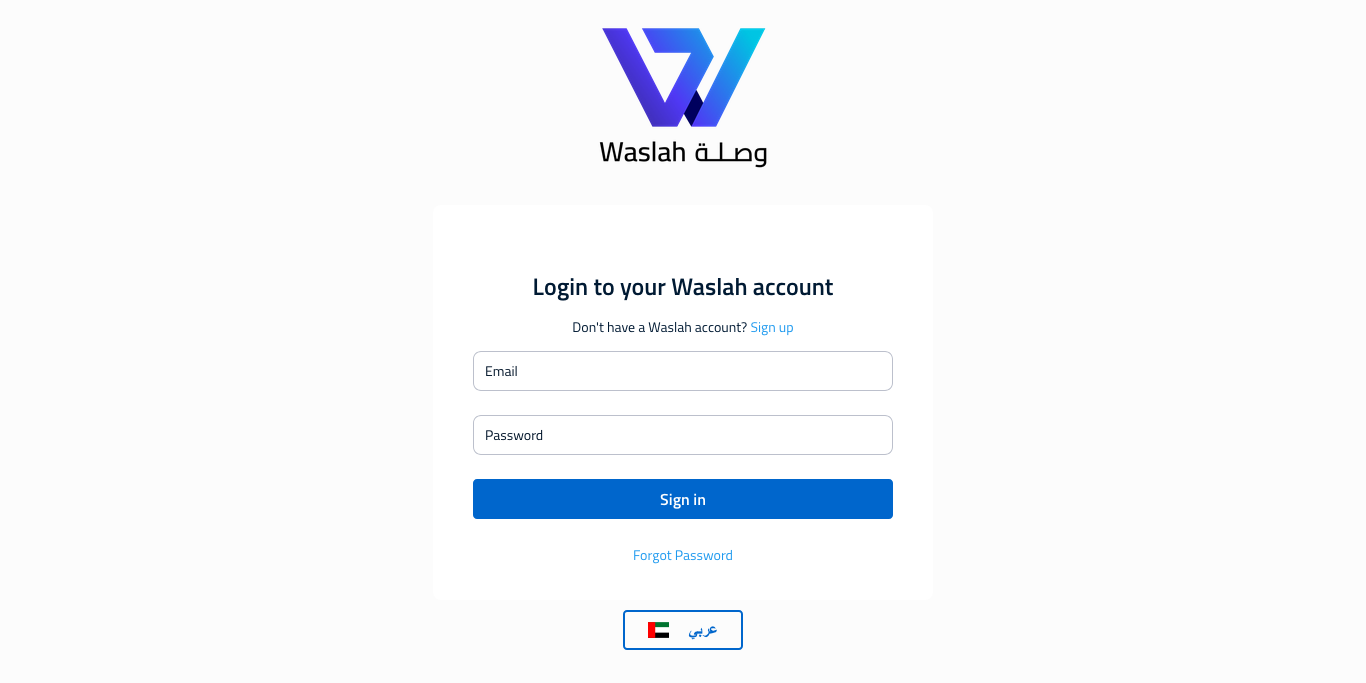 Waslah وصلة
Login to your Waslah account
Don't have a Waslah account? Sign up
Email
Password
Sign in
Forgot Password
عربي